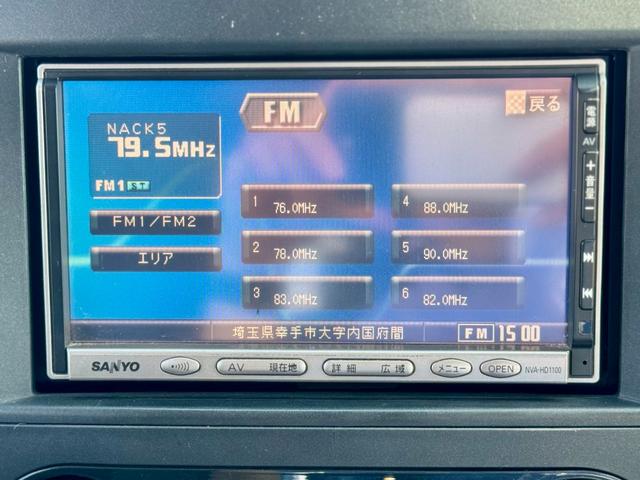 FM
戻る
NACK5
79.5MHz
FM1 ST
FM1/FM2
エリア
1 76.0MHz
2 78.0MHz
3 83.0MHz
4 88.0MHz
5 90.0MHz
6 82.0MHz
埼玉県幸手市大字内国府間
FM 15:00
電源
AV
+
音量
−
SANYO
AV 現在地
詳細 広域
メニュー
OPEN
NVA-HD1100